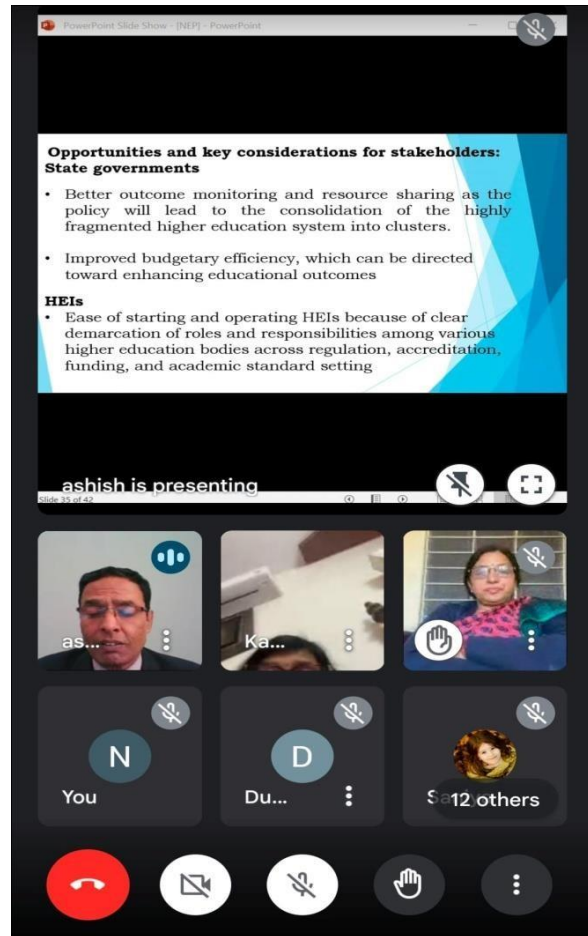 PowerPoint Slide Show - [NEP] - PowerPoint
Opportunities and key considerations for stakeholders:
State governments
• Better outcome monitoring and resource sharing as the
policy will lead to the consolidation of the highly
fragmented higher education system into clusters.
• Improved budgetary efficiency, which can be directed
toward enhancing educational outcomes
HEIs
• Ease of starting and operating HEIs because of clear
demarcation of roles and responsibilities among various
higher education bodies across regulation, accreditation,
funding, and academic standard setting
ashish is presenting
Slide 35 of 42
as...
Ka...
N
You
D
Du...
12 others